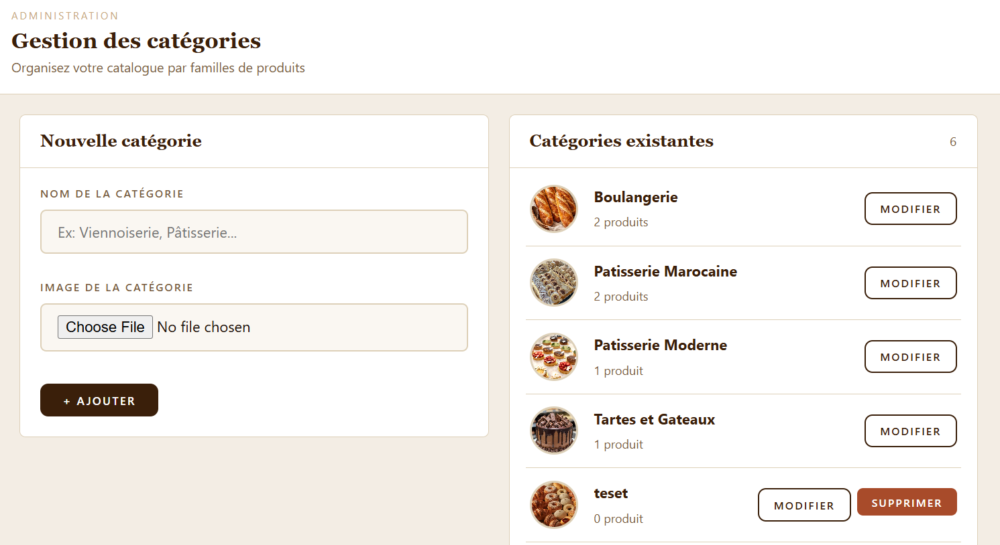 ADMINISTRATION
Gestion des catégories
Organisez votre catalogue par familles de produits
Nouvelle catégorie
NOM DE LA CATÉGORIE
Ex: Viennoiserie, Pâtisserie...
IMAGE DE LA CATÉGORIE
Choose File No file chosen
+ AJOUTER
Catégories existantes 6
Boulangerie
2 produits
MODIFIER
Patisserie Marocaine
2 produits
MODIFIER
Patisserie Moderne
1 produit
MODIFIER
Tartes et Gateaux
1 produit
MODIFIER
teset
0 produit
MODIFIER SUPPRIMER